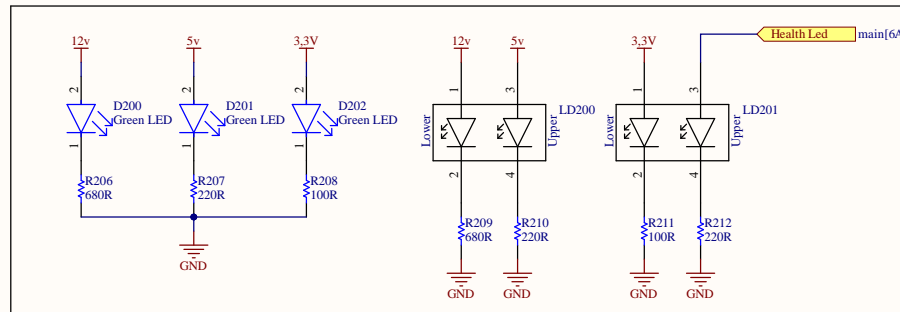 12v
5v
3,3V
12v
5v
3,3V
Health Led
main[6A
2
D200
Green LED
1
2
D201
Green LED
1
2
D202
Green LED
1
1
3
LD200
Lower
Upper
2
4
1
3
LD201
Lower
Upper
2
4
R206
680R
R207
220R
R208
100R
R209
680R
R210
220R
R211
100R
R212
220R
GND
GND
GND
GND
GND